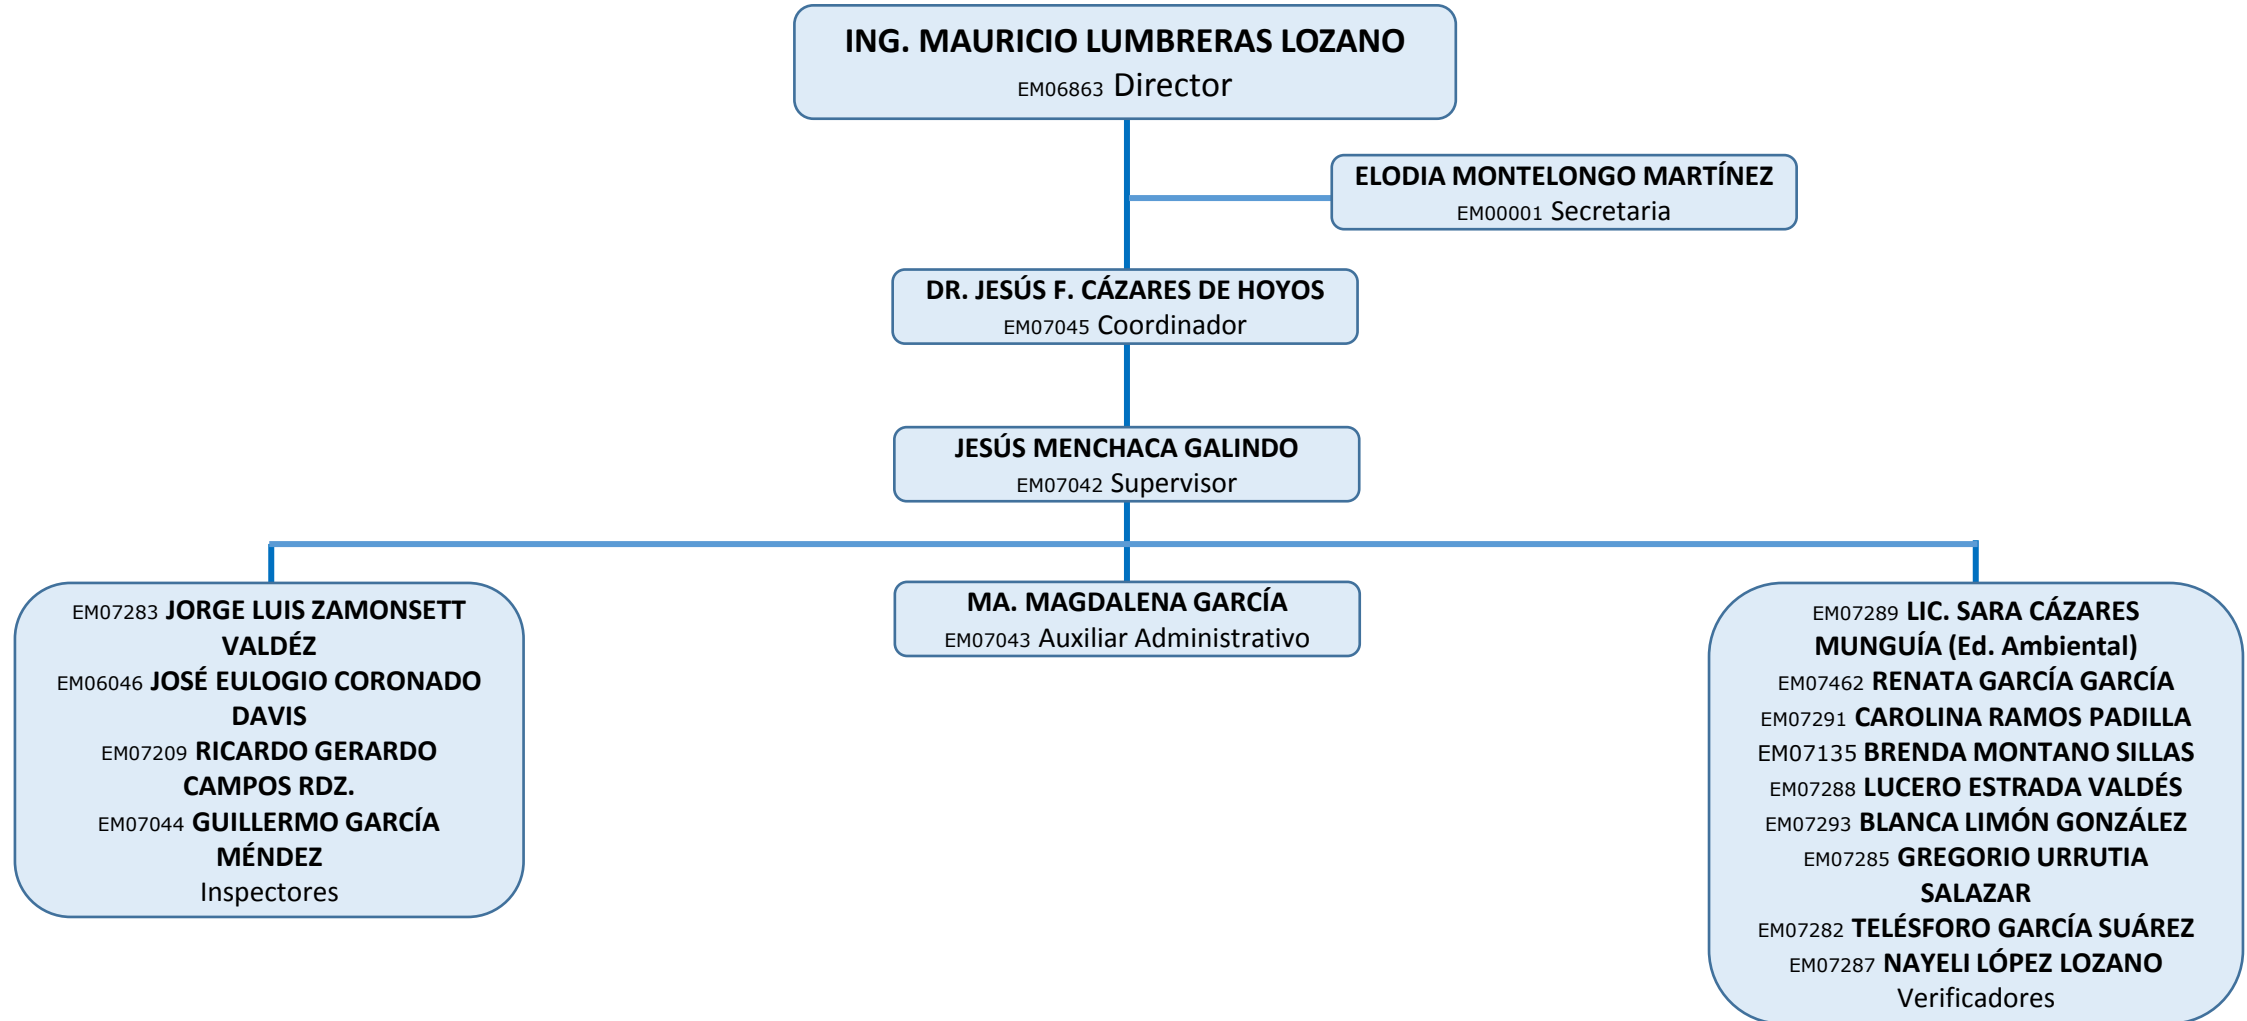 ING. MAURICIO LUMBRERAS LOZANO
EM06863 Director
ELODIA MONTELONGO MARTÍNEZ
EM00001 Secretaria
DR. JESÚS F. CÁZARES DE HOYOS
EM07045 Coordinador
JESÚS MENCHACA GALINDO
EM07042 Supervisor
EM07283 JORGE LUIS ZAMONSETT
VALDÉZ
EM06046 JOSÉ EULOGIO CORONADO
DAVIS
EM07209 RICARDO GERARDO
CAMPOS RDZ.
EM07044 GUILLERMO GARCÍA
MÉNDEZ
Inspectores
MA. MAGDALENA GARCÍA
EM07043 Auxiliar Administrativo
EM07289 LIC. SARA CÁZARES
MUNGUÍA (Ed. Ambiental)
EM07462 RENATA GARCÍA GARCÍA
EM07291 CAROLINA RAMOS PADILLA
EM07135 BRENDA MONTANO SILLAS
EM07288 LUCERO ESTRADA VALDÉS
EM07293 BLANCA LIMÓN GONZÁLEZ
EM07285 GREGORIO URRUTIA
SALAZAR
EM07282 TELÉSFORO GARCÍA SUÁREZ
EM07287 NAYELI LÓPEZ LOZANO
Verificadores